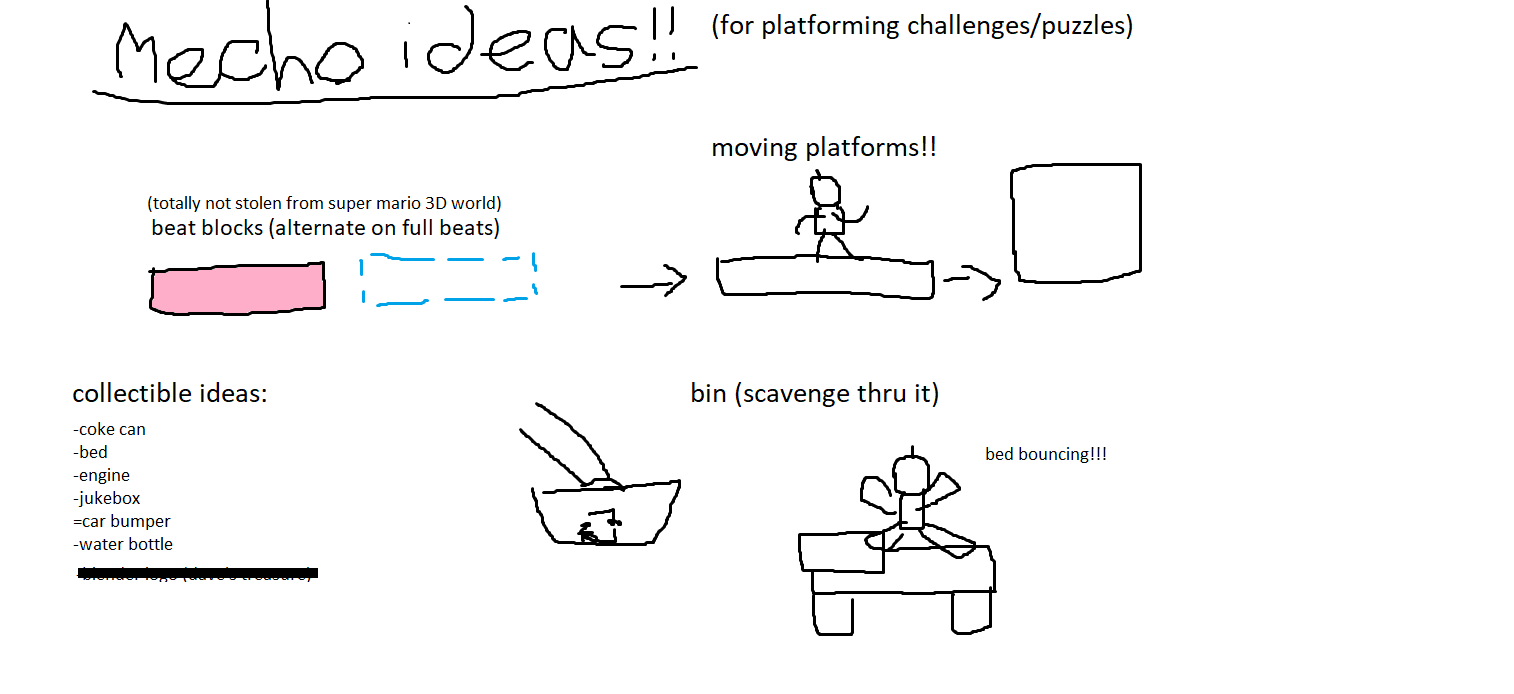 Mecho ideas!!
(for platforming challenges/puzzles)
moving platforms!!
(totally not stolen from super mario 3D world)
beat blocks (alternate on full beats)
collectible ideas:
-coke can
-bed
-engine
-jukebox
=car bumper
-water bottle
bin (scavenge thru it)
bed bouncing!!!